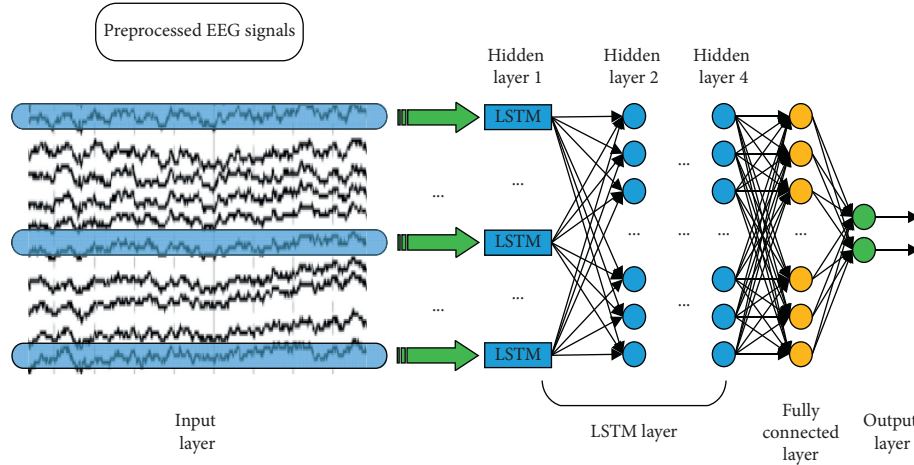 Preprocessed EEG signals
Hidden
layer 1
Hidden
layer 2
Hidden
layer 4
LSTM
...
...
...
...
LSTM
...
...
...
...
...
LSTM
Input
layer
LSTM layer
Fully
connected
layer
Output
layer